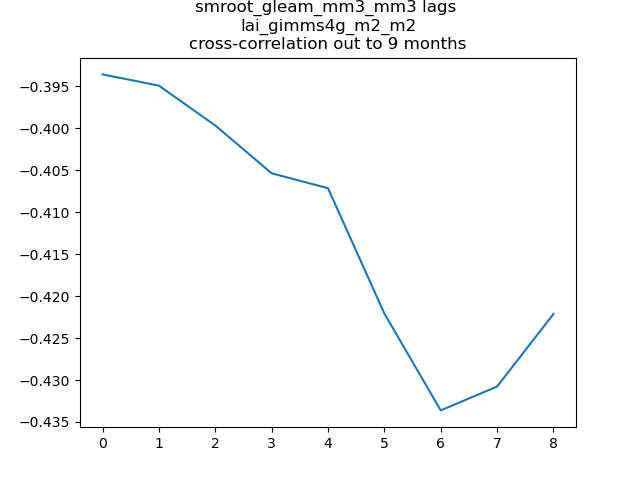 smroot_gleam_mm3_mm3 lags
lai_gimms4g_m2_m2
cross-correlation out to 9 months
−0.395
−0.400
−0.405
−0.410
−0.415
−0.420
−0.425
−0.430
−0.435
0 1 2 3 4 5 6 7 8